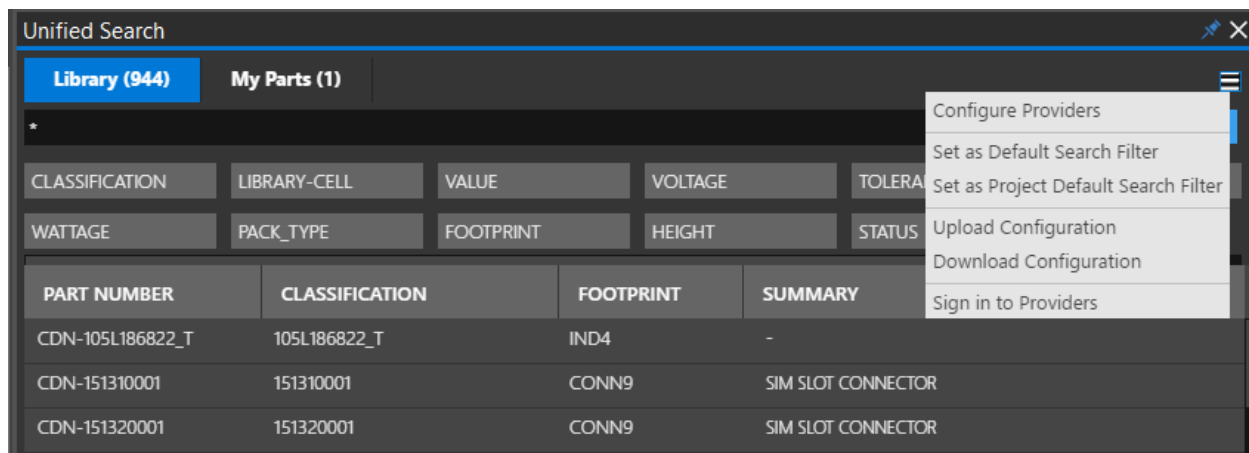 Unified Search
Library (944) My Parts (1)
*
Configure Providers
Set as Default Search Filter
Set as Project Default Search Filter
Upload Configuration
Download Configuration
Sign in to Providers
CLASSIFICATION LIBRARY-CELL VALUE VOLTAGE
WATTAGE PACK_TYPE FOOTPRINT HEIGHT STATUS
PART NUMBER CLASSIFICATION FOOTPRINT SUMMARY
CDN-105L186822_T 105L186822_T IND4 -
CDN-151310001 151310001 CONN9 SIM SLOT CONNECTOR
CDN-151320001 151320001 CONN9 SIM SLOT CONNECTOR